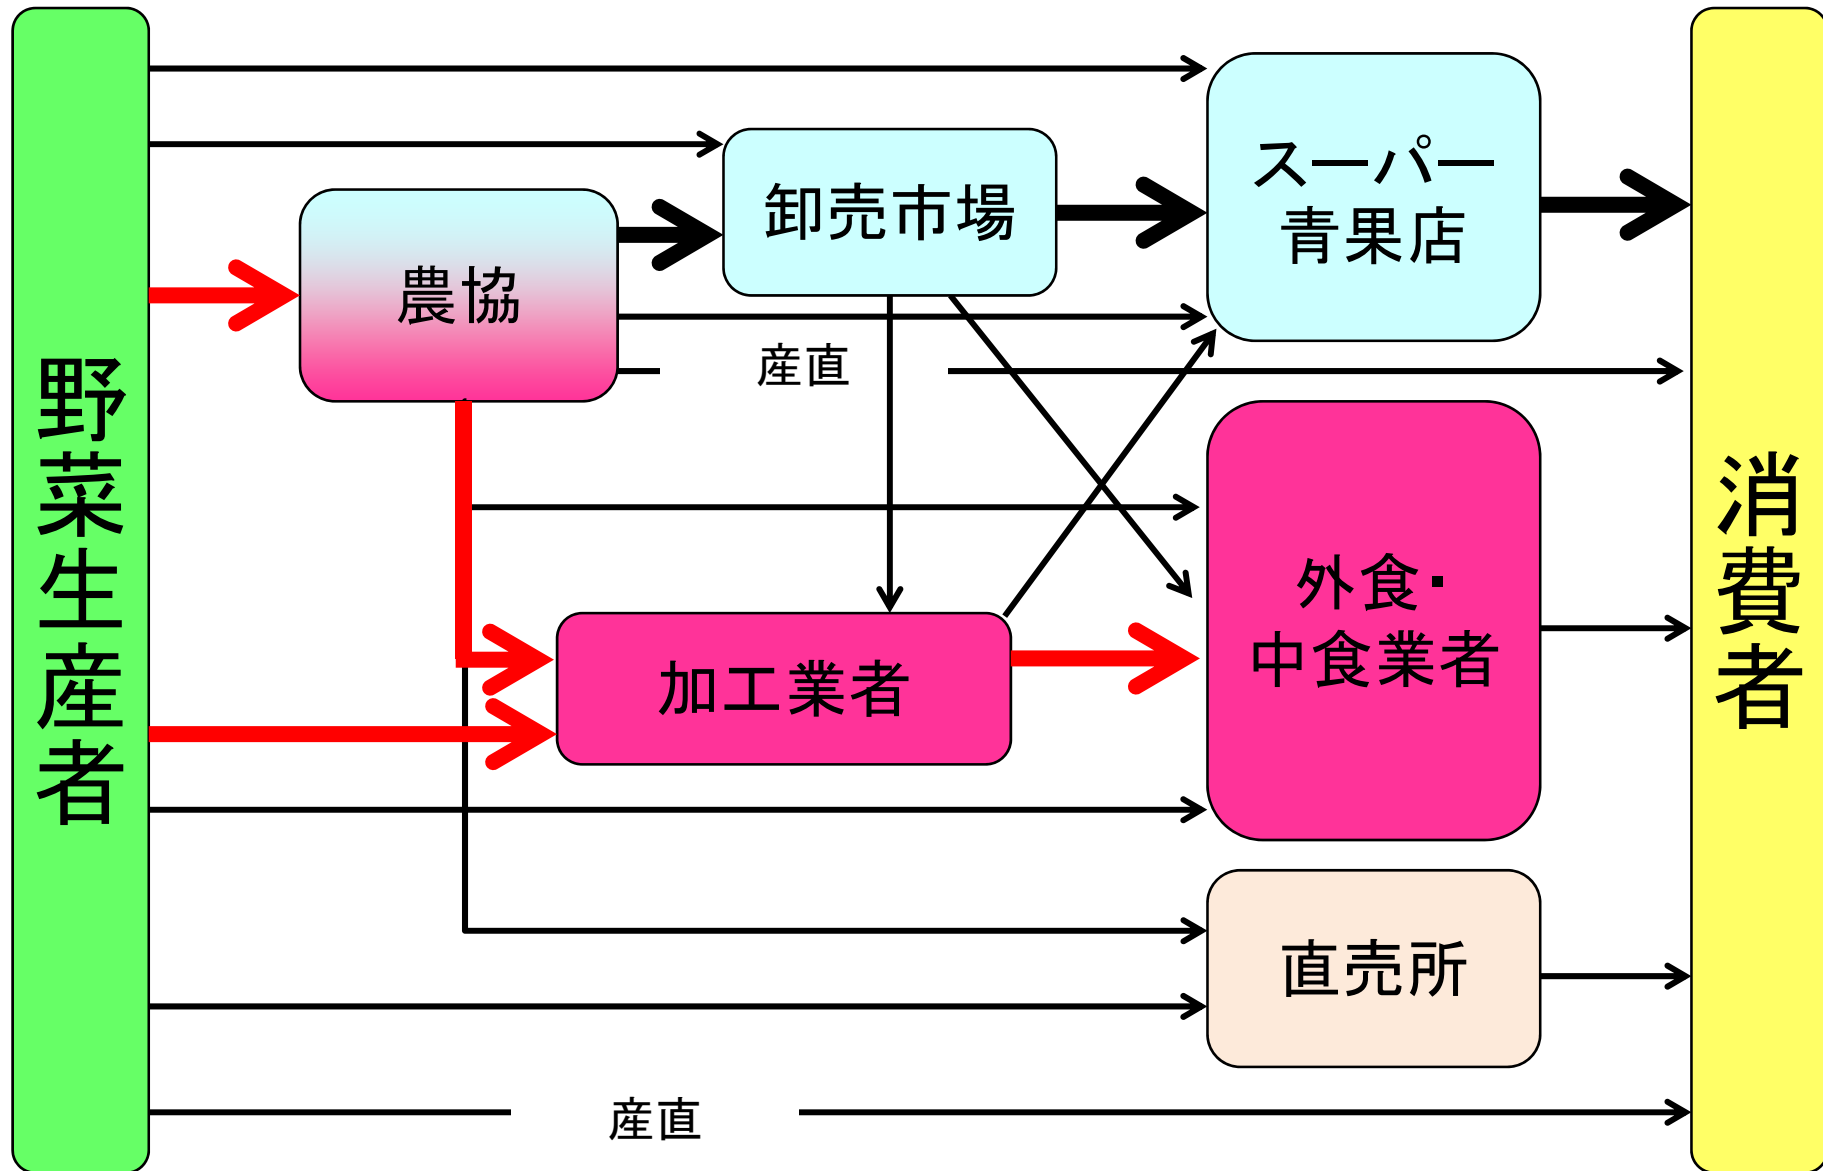 野菜生産者
農協
卸売市場
スーパー
青果店
産直
加工業者
外食・
中食業者
直売所
産直
消費者